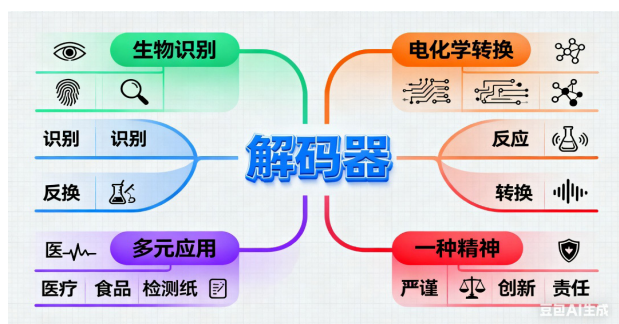 生物识别
电化学转换
解码器
识别 识别
反换
反应
转换
医
多元应用
医疗 食品 检测纸
一种精神
严谨 创新 责任
豆包AI生成